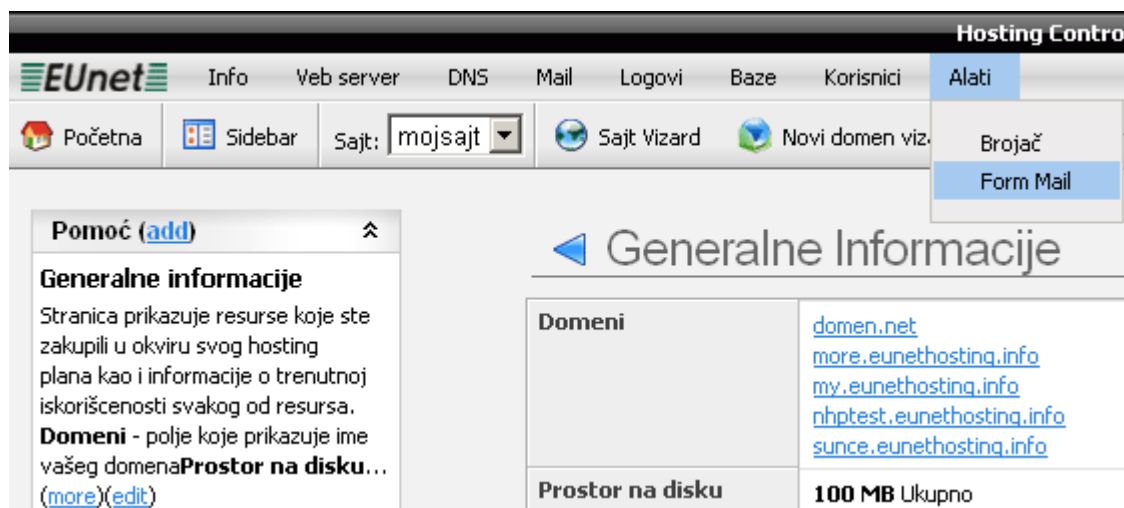 Hosting Contro
EUnet Info Veb server DNS Mail Logovi Baze Korisnici Alati
Početna Sidebar Sajt: mojsajt Sajt Vizard Novi domen viz
Brojač
Form Mail
Pomoć (add)
Generalne informacije
Stranica prikazuje resurse koje ste
zakupili u okviru svog hosting
plana kao i informacije o trenutnoj
iskorišcenosti svakog od resursa.
Domeni - polje koje prikazuje ime
vašeg domenaProstor na disku...
(more)(edit)
Generalne Informacije
Domeni
domen.net
more.eunethosting.info
my.eunethosting.info
nhptest.eunethosting.info
sunce.eunethosting.info
Prostor na disku
100 MB Ukupno